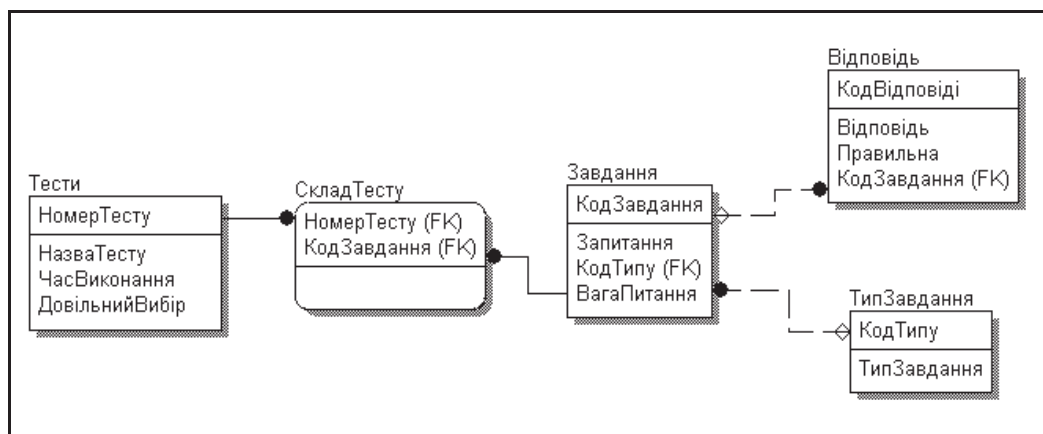 Тести
НомерТесту
НазваТесту
ЧасВиконання
ДовільнийВибір
СкладТесту
НомерТесту (FK)
КодЗавдання (FK)
Завдання
КодЗавдання
Запитання
КодТипу (FK)
ВагаПитання
Відповідь
КодВідповіді
Відповідь
Правильна
КодЗавдання (FK)
ТипЗавдання
КодТипу
ТипЗавдання